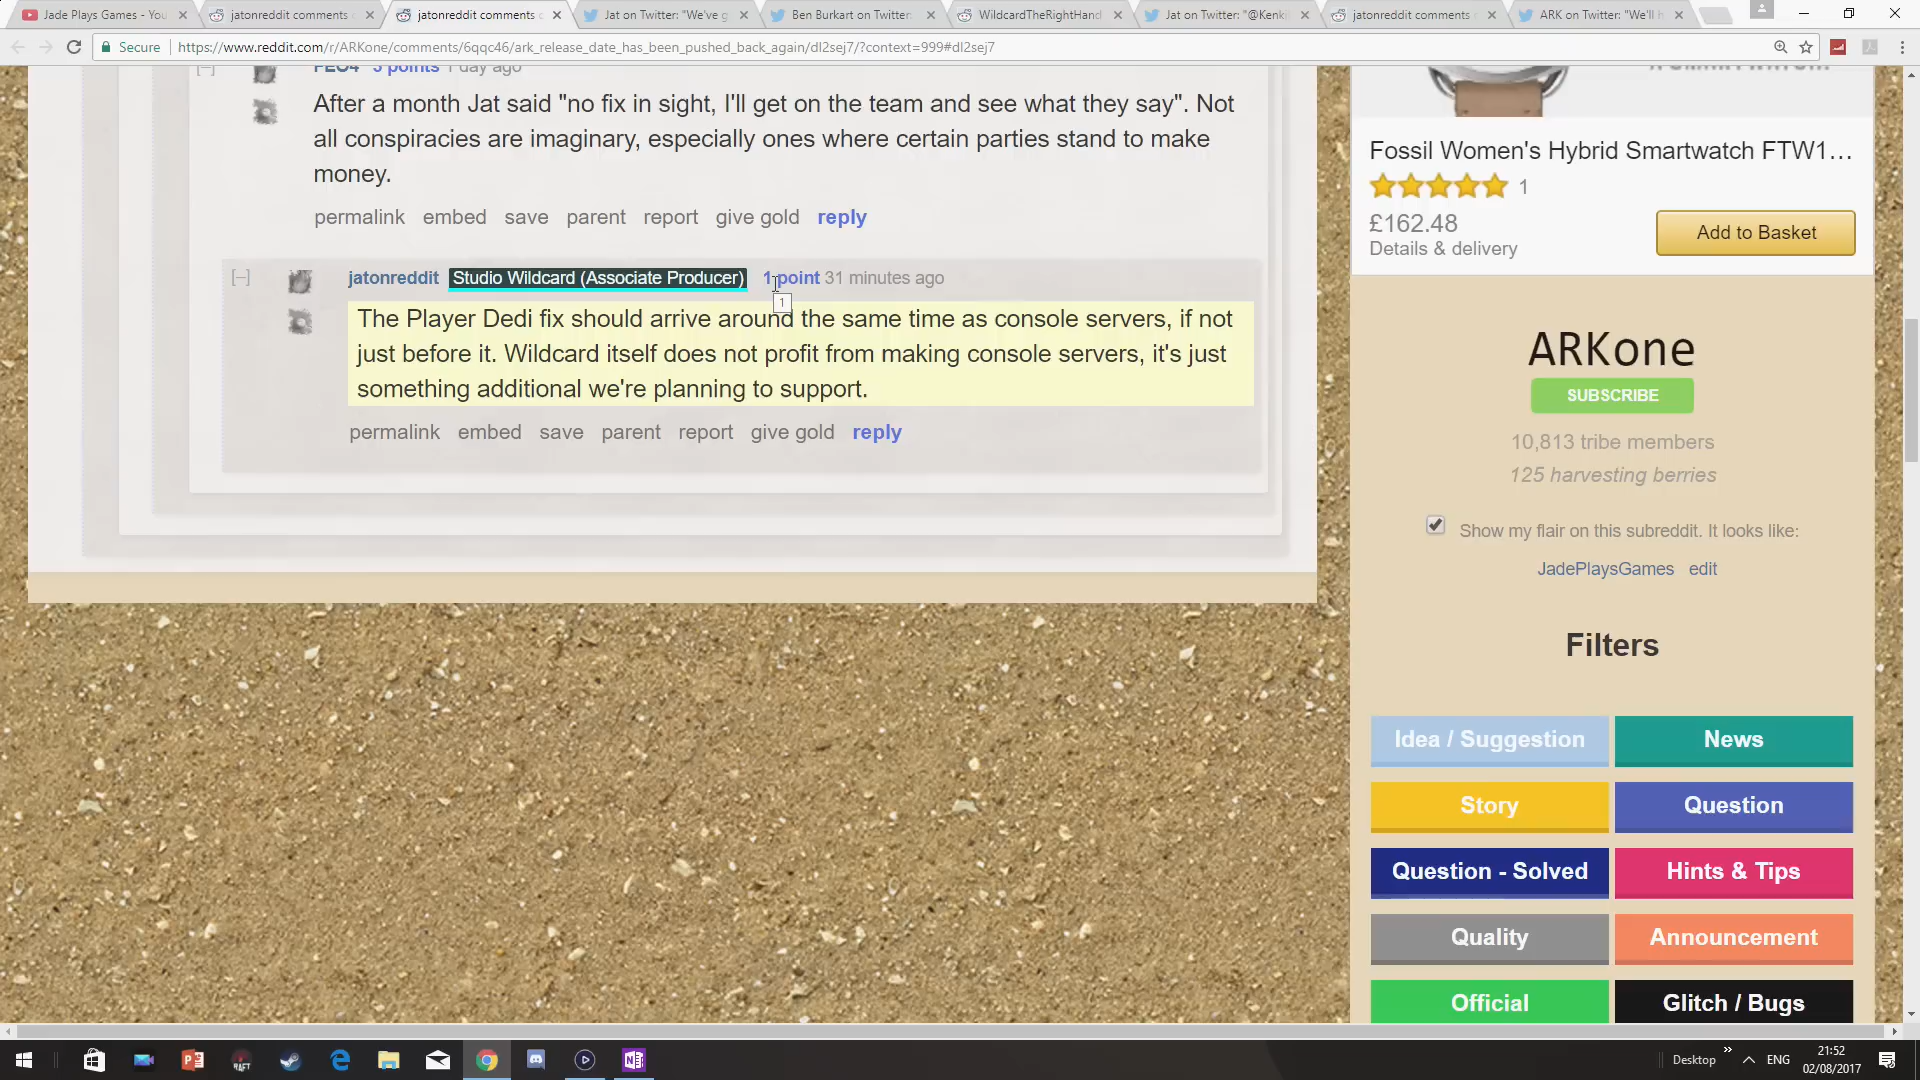 Jade Plays Games - You
jatonreddit comments
jatonreddit comments
Jat on Twitter: "We've g
Ben Burkart on Twitter:
WildcardTheRightHand
Jat on Twitter: "@Kenki
jatonreddit comments
ARK on Twitter: "We'll h
Secure
https://www.reddit.com/r/ARKone/comments/6qqc46/ark_release_date_has_been_pushed_back_again/dl2sej7/?context=999#dl2sej7
[–] 3 points 1 day ago
After a month Jat said "no fix in sight, I'll get on the team and see what they say". Not
all conspiracies are imaginary, especially ones where certain parties stand to make
money.
permalink embed save parent report give gold reply
[–] jatonreddit Studio Wildcard (Associate Producer) 1 point 31 minutes ago
1
The Player Dedi fix should arrive around the same time as console servers, if not
just before it. Wildcard itself does not profit from making console servers, it's just
something additional we're planning to support.
permalink embed save parent report give gold reply
Fossil Women's Hybrid Smartwatch FTW1...
1
£162.48
Details & delivery
Add to Basket
ARKone
SUBSCRIBE
10,813 tribe members
125 harvesting berries
Show my flair on this subreddit. It looks like:
JadePlaysGames edit
Filters
Idea / Suggestion
News
Story
Question
Question - Solved
Hints & Tips
Quality
Announcement
Official
Glitch / Bugs
RAFT
Desktop
ENG
21:52
02/08/2017